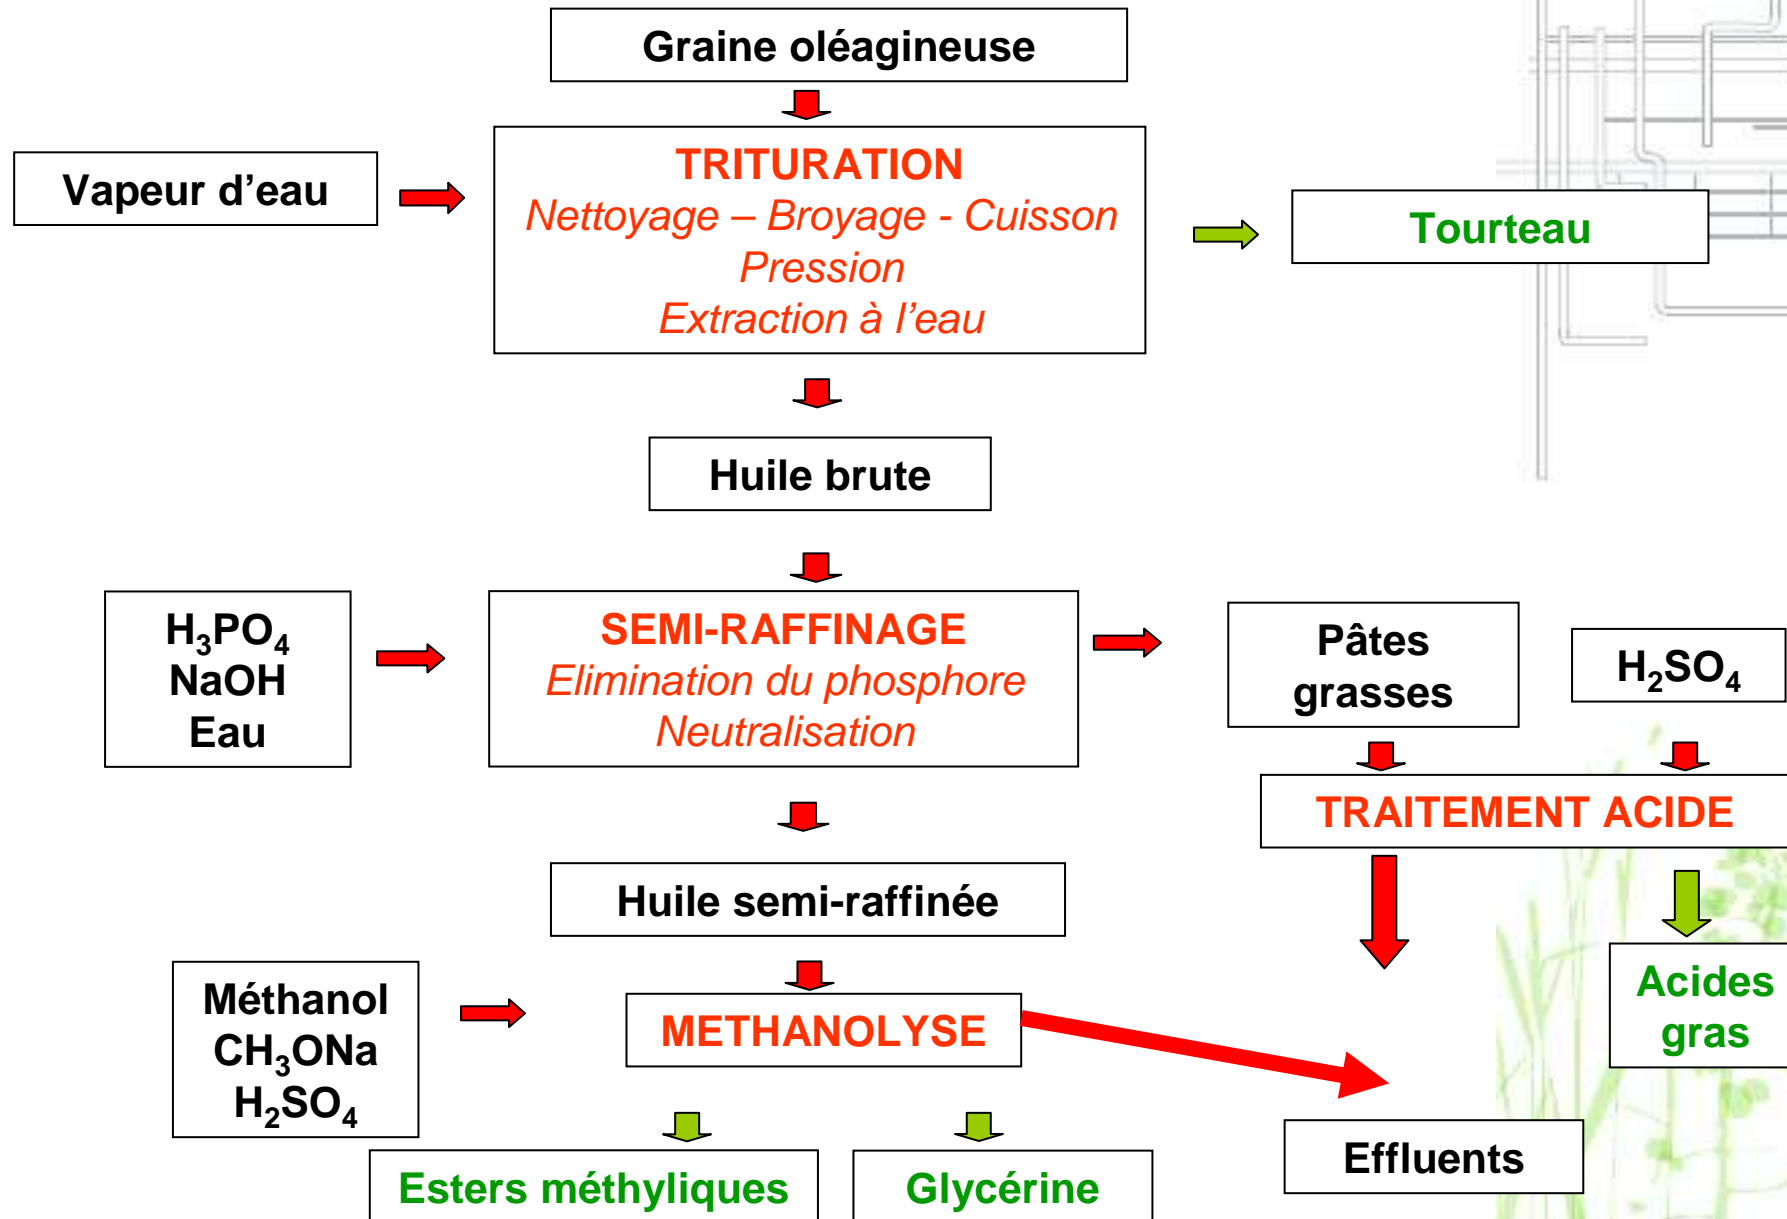 Graine oléagineuse
Vapeur d’eau
TRITURATION
Nettoyage – Broyage - Cuisson
Pression
Extraction à l’eau
Tourteau
Huile brute
H₃PO₄
NaOH
Eau
SEMI-RAFFINAGE
Elimination du phosphore
Neutralisation
Pâtes
grasses
H₂SO₄
TRAITEMENT ACIDE
Huile semi-raffinée
Méthanol
CH₃ONa
H₂SO₄
METHANOLYSE
Acides
gras
Effluents
Esters méthyliques
Glycérine